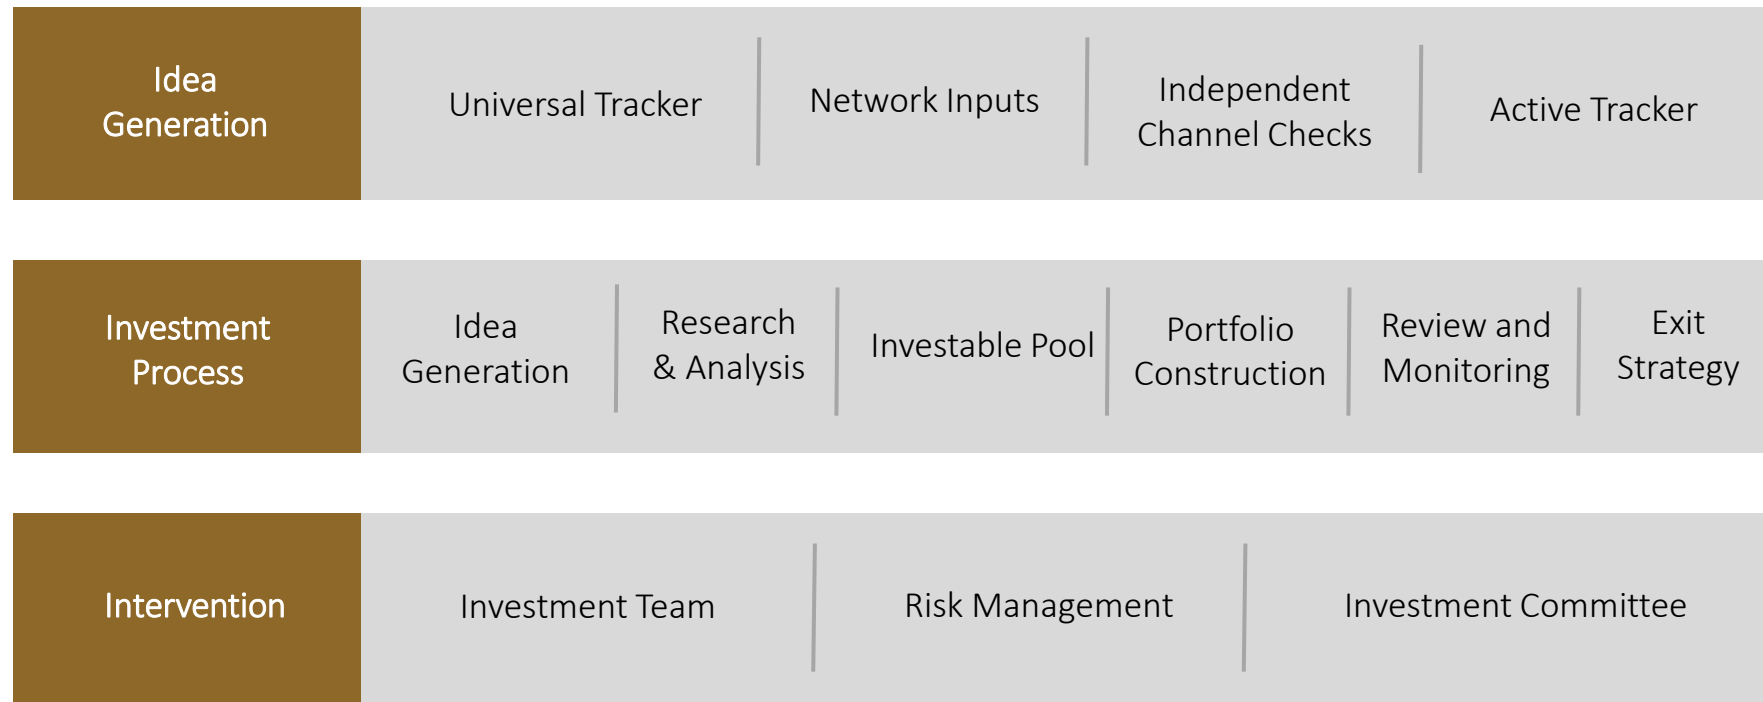 Idea
Generation
Universal Tracker
Network Inputs
Independent
Channel Checks
Active Tracker
Investment
Process
Idea
Generation
Research
& Analysis
Investable Pool
Portfolio
Construction
Review and
Monitoring
Exit
Strategy
Intervention
Investment Team
Risk Management
Investment Committee